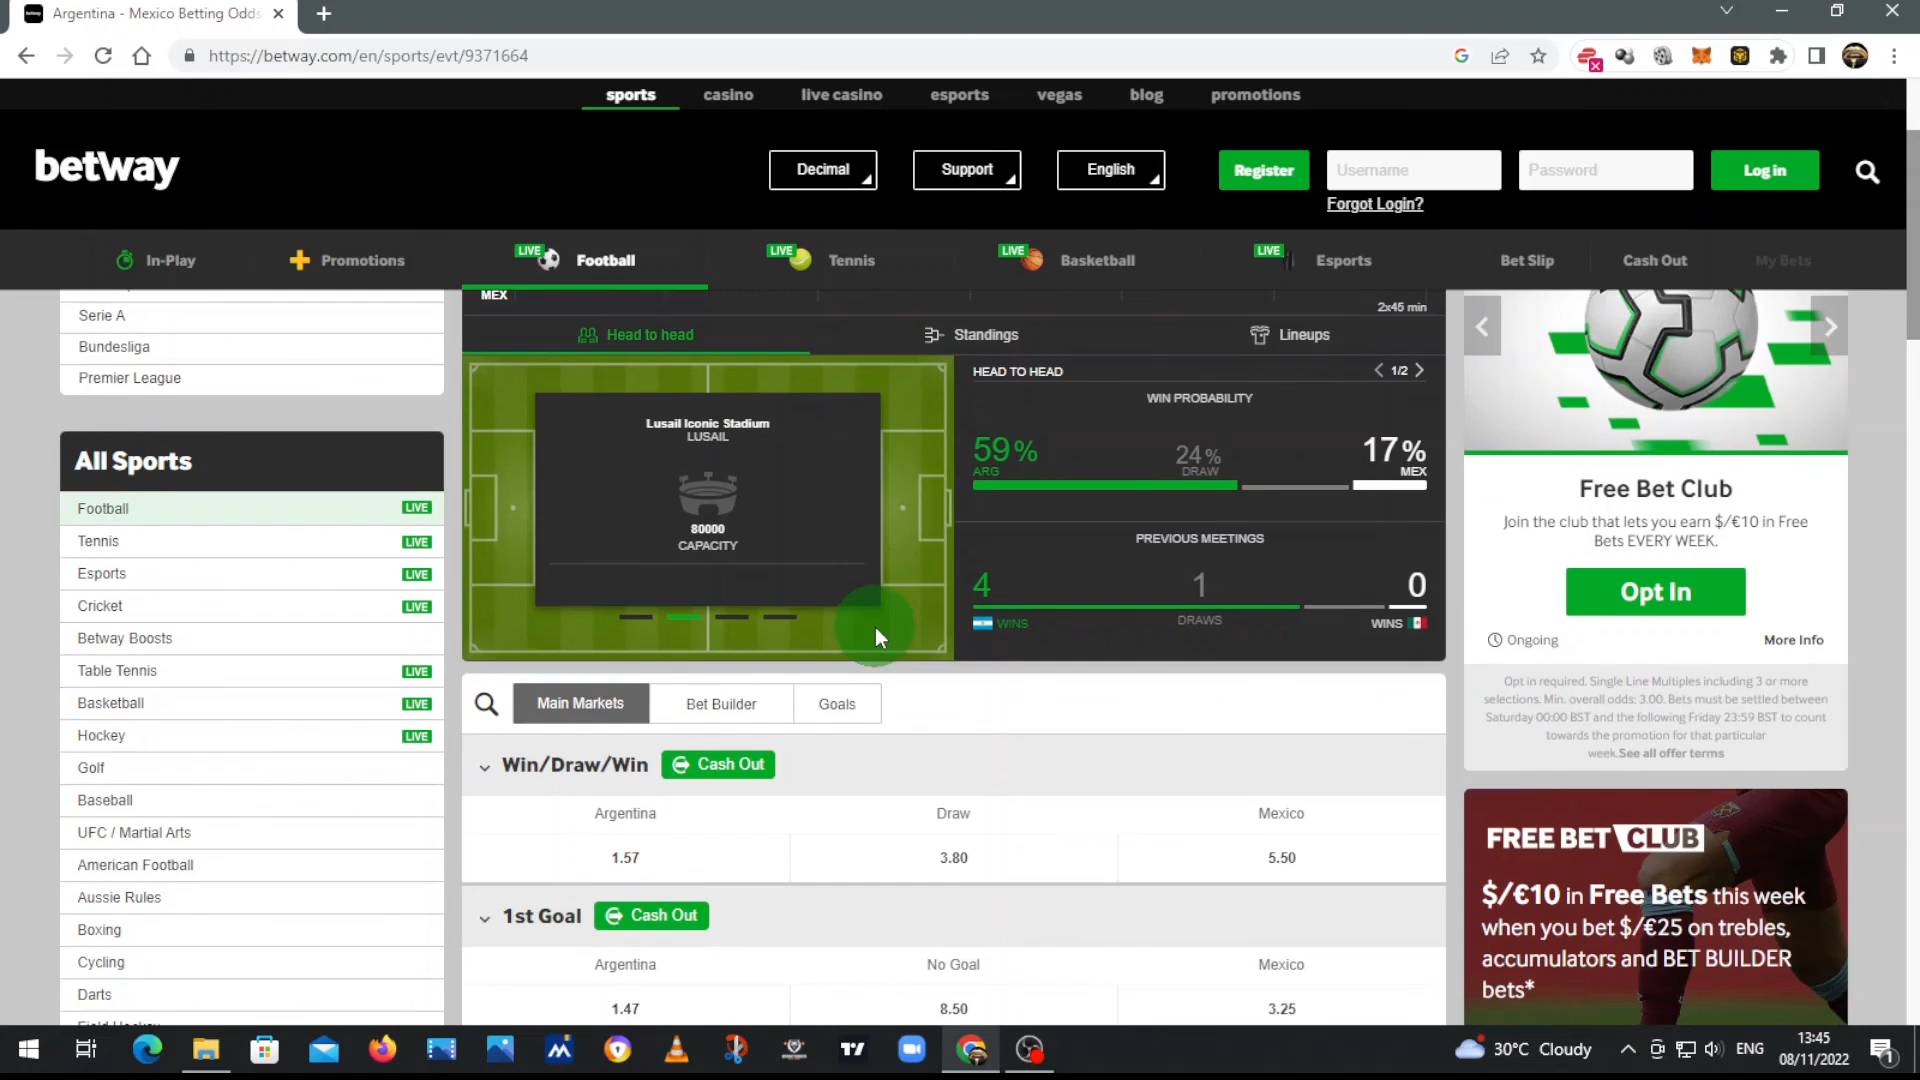 Argentina - Mexico Betting Odds
https://betway.com/en/sports/evt/9371664
sports casino live casino esports vegas blog promotions
betway
Decimal Support English Register Username Password Log in
Forgot Login?
In-Play Promotions LIVE Football LIVE Tennis LIVE Basketball LIVE Esports Bet Slip Cash Out My Bets
Serie A
Bundesliga
Premier League
All Sports
Football LIVE
Tennis LIVE
Esports LIVE
Cricket LIVE
Betway Boosts
Table Tennis LIVE
Basketball LIVE
Hockey LIVE
Golf
Baseball
UFC / Martial Arts
American Football
Aussie Rules
Boxing
Cycling
Darts
Field Hockey
MEX
2x45 min
Head to head Standings Lineups
Lusail Iconic Stadium
LUSAIL
80000
CAPACITY
HEAD TO HEAD 1/2
WIN PROBABILITY
59% 24% 17%
ARG DRAW MEX
PREVIOUS MEETINGS
4 1 0
WINS DRAWS WINS
Main Markets Bet Builder Goals
Win/Draw/Win Cash Out
Argentina Draw Mexico
1.57 3.80 5.50
1st Goal Cash Out
Argentina No Goal Mexico
1.47 8.50 3.25
Free Bet Club
Join the club that lets you earn $/€10 in Free
Bets EVERY WEEK.
Opt In
Ongoing More Info
Opt in required. Single Line Multiples including 3 or more
selections. Min. overall odds: 3.00. Bets must be settled between
Saturday 00:00 BST and the following Friday 23:59 BST to count
towards the promotion for that particular
week.See all offer terms
FREE BET CLUB
$/€10 in Free Bets this week
when you bet $/€25 on trebles,
accumulators and BET BUILDER
bets*
30°C Cloudy ENG
13:45
08/11/2022
1